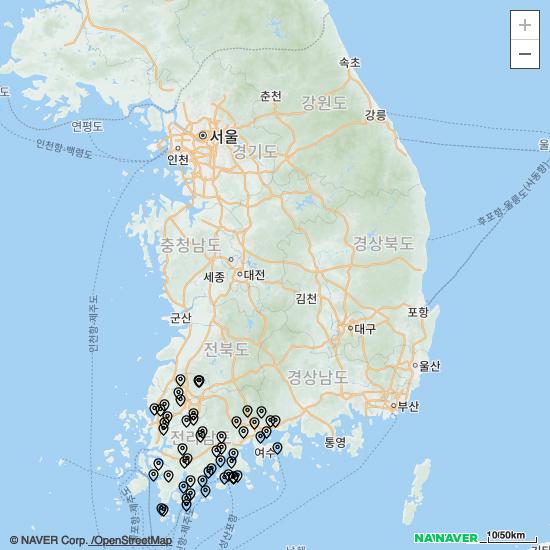 +
−
속초
춘천
강원도
강릉
도
연평도
서울
울
인천항-백령도
인천
경기도
후포항-울릉도(사동항)
충청남도
경상북도
세종
대전
김천
인천항-제주도
군산
포항
대구
전북도
울산
경상남도
부산
전라남도
통영
여수
© NAVER Corp. /OpenStreetMap
NAVER
10/50km